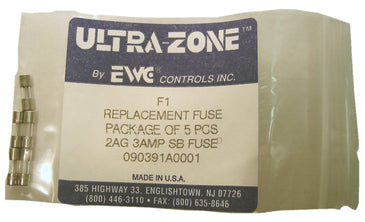 ULTRA-ZONE™
By EWC® CONTROLS INC.
F1
REPLACEMENT FUSE
PACKAGE OF 5 PCS
2AG 3AMP SB FUSE
090391A0001
MADE IN U.S.A.
385 HIGHWAY 33, ENGLISHTOWN, NJ 07726
(800) 446-3110 • FAX (800) 635-8646